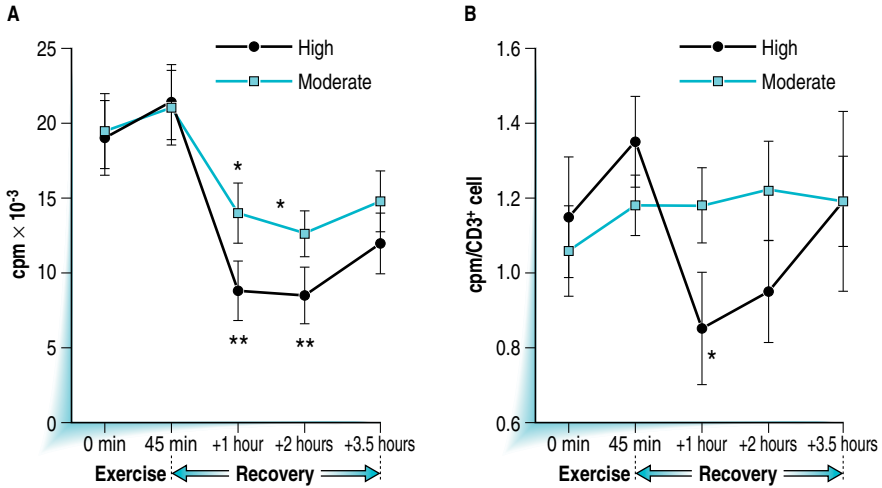 A
cpm × 10⁻³
25
20
15
10
5
0
High
Moderate
*
*
**
**
0 min 45 min +1 hour +2 hours +3.5 hours
Exercise Recovery
B
cpm/CD3⁺ cell
1.6
1.4
1.2
1.0
0.8
0.6
High
Moderate
*
0 min 45 min +1 hour +2 hours +3.5 hours
Exercise Recovery